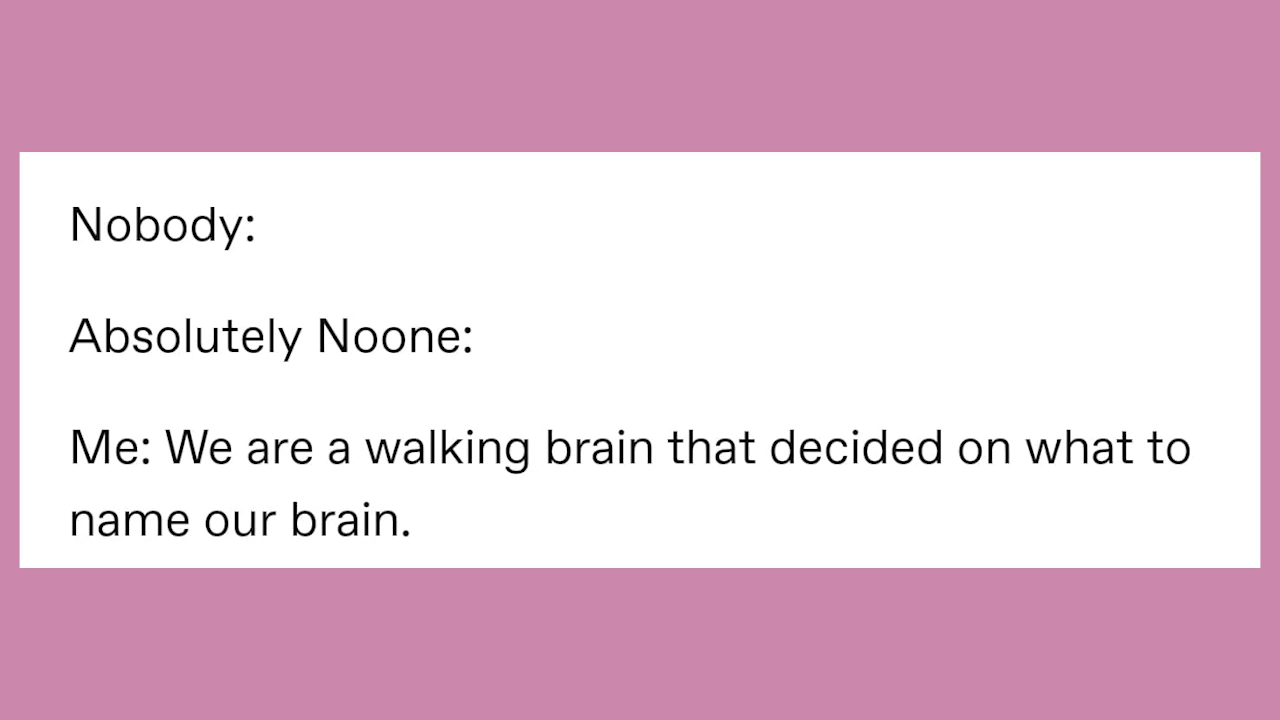 Nobody:
Absolutely Noone:
Me: We are a walking brain that decided on what to
name our brain.